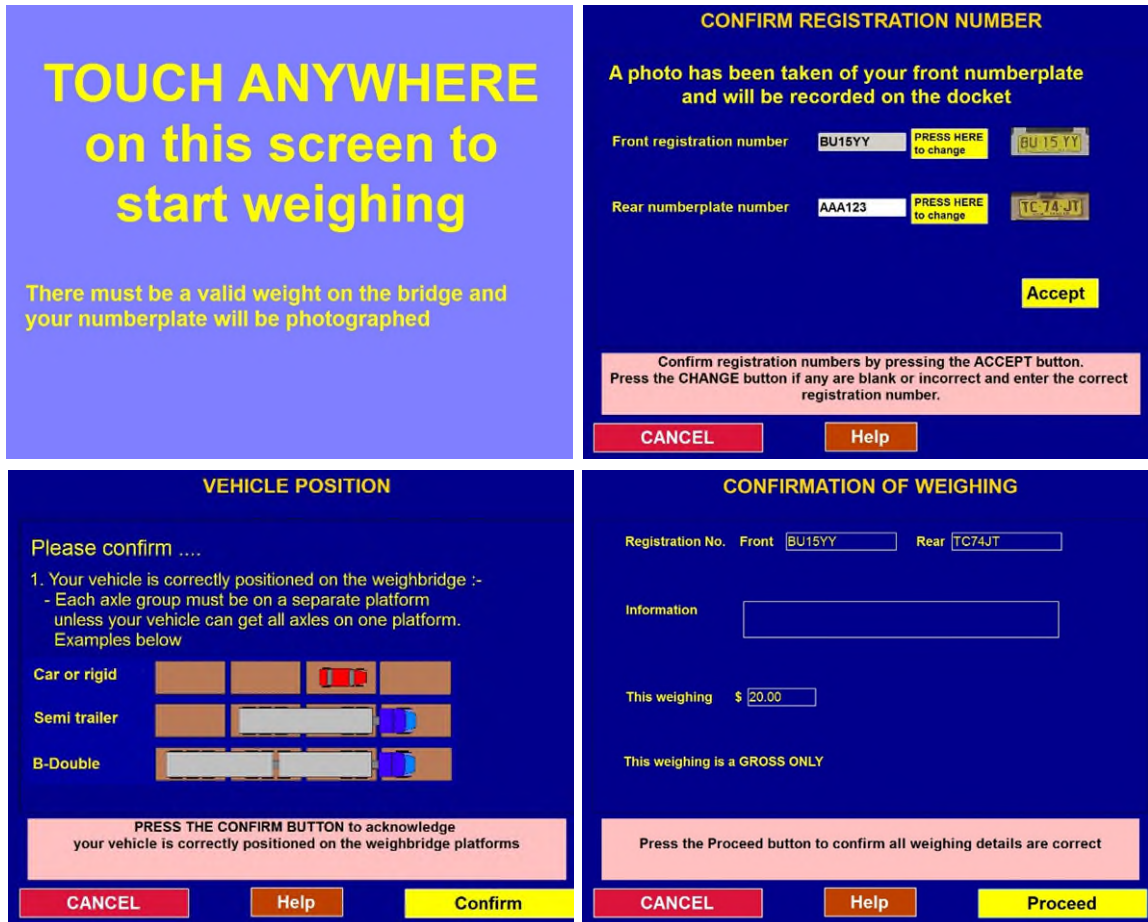 TOUCH ANYWHERE
on this screen to
start weighing
There must be a valid weight on the bridge and
your numberplate will be photographed
CONFIRM REGISTRATION NUMBER
A photo has been taken of your front numberplate
and will be recorded on the docket
Front registration number BU15YY PRESS HERE
to change BU 15 YY
Rear numberplate number AAA123 PRESS HERE
to change TC·74·JT
Accept
Confirm registration numbers by pressing the ACCEPT button.
Press the CHANGE button if any are blank or incorrect and enter the correct
registration number.
CANCEL Help
VEHICLE POSITION
Please confirm ....
1. Your vehicle is correctly positioned on the weighbridge :-
- Each axle group must be on a separate platform
unless your vehicle can get all axles on one platform.
Examples below
Car or rigid
Semi trailer
B-Double
PRESS THE CONFIRM BUTTON to acknowledge
your vehicle is correctly positioned on the weighbridge platforms
CANCEL Help Confirm
CONFIRMATION OF WEIGHING
Registration No. Front BU15YY Rear TC74JT
Information
This weighing $ 20.00
This weighing is a GROSS ONLY
Press the Proceed button to confirm all weighing details are correct
CANCEL Help Proceed